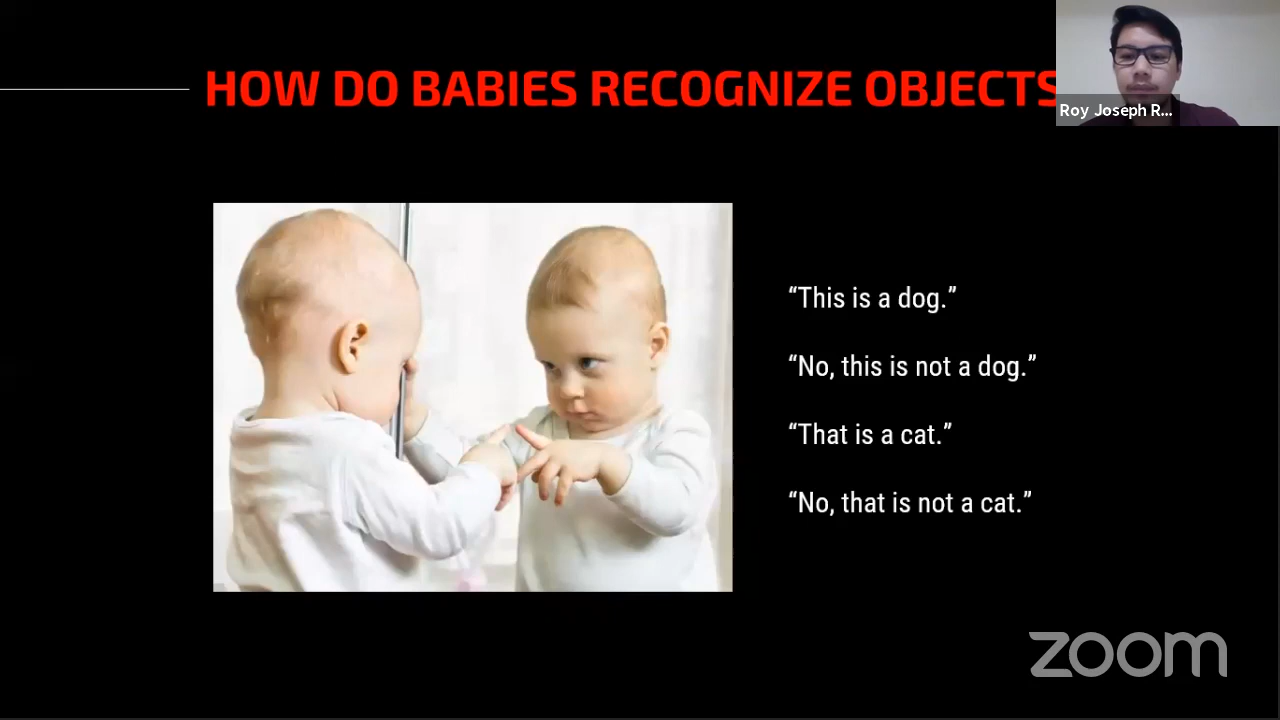 HOW DO BABIES RECOGNIZE OBJECTS
Roy Joseph R...
“This is a dog.”
“No, this is not a dog.”
“That is a cat.”
“No, that is not a cat.”
zoom